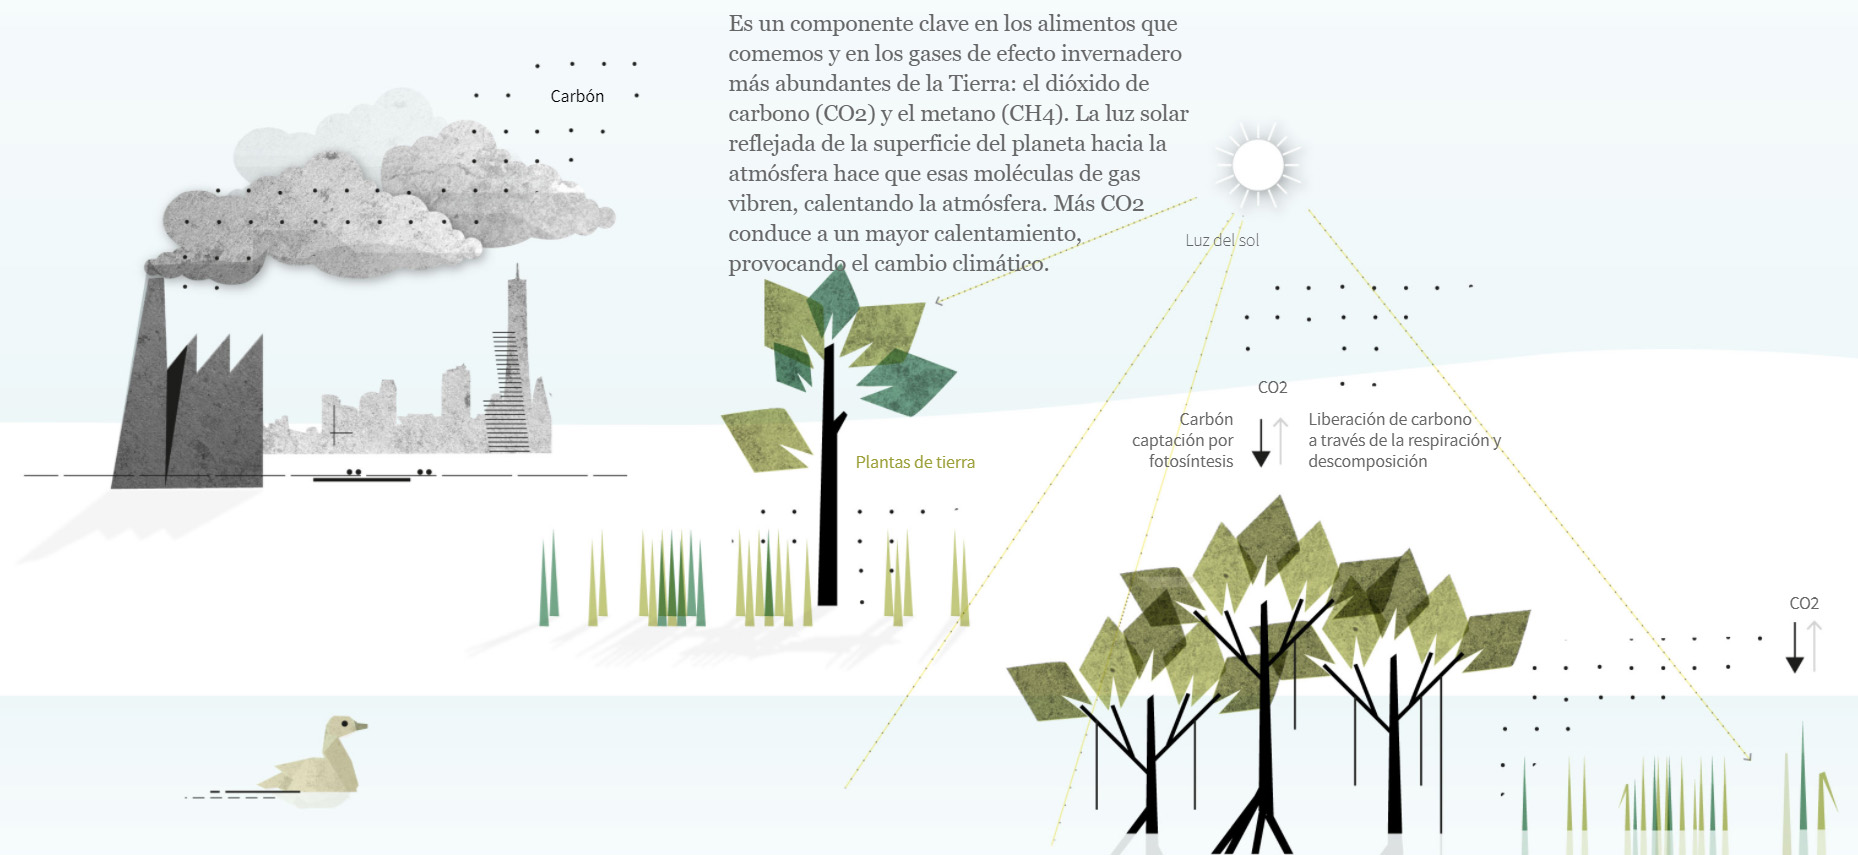 Es un componente clave en los alimentos que
comemos y en los gases de efecto invernadero
más abundantes de la Tierra: el dióxido de
carbono (CO2) y el metano (CH4). La luz solar
reflejada de la superficie del planeta hacia la
atmósfera hace que esas moléculas de gas
vibren, calentando la atmósfera. Más CO2
conduce a un mayor calentamiento,
provocando el cambio climático.
Carbón
Luz del sol
CO2
Carbón
captación por
fotosíntesis
Liberación de carbono
a través de la respiración y
descomposición
Plantas de tierra
CO2